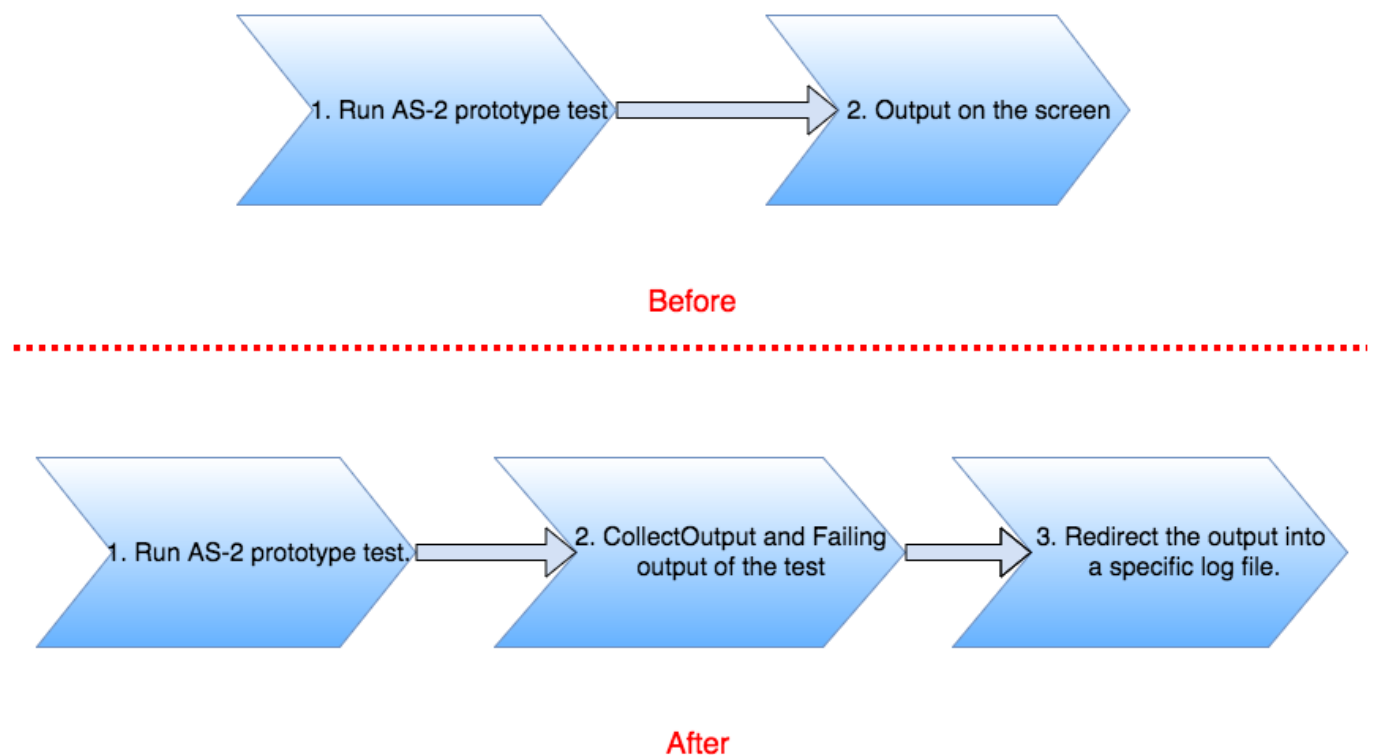 1. Run AS-2 prototype test
2. Output on the screen
Before
1. Run AS-2 prototype test.
2. CollectOutput and Failing
output of the test
3. Redirect the output into
a specific log file.
After